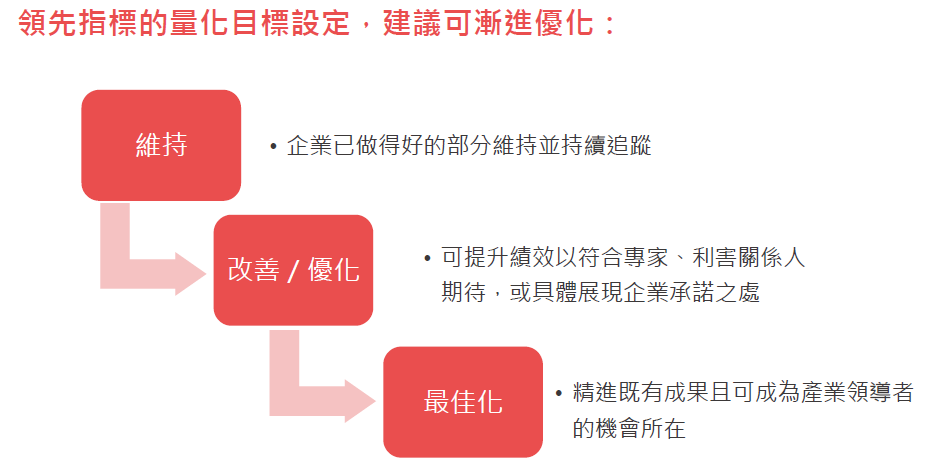 領先指標的量化目標設定，建議可漸進優化：
維持
• 企業已做得好的部分維持並持續追蹤
改善 / 優化
• 可提升績效以符合專家、利害關係人
期待，或具體展現企業承諾之處
最佳化
• 精進既有成果且可成為產業領導者
的機會所在